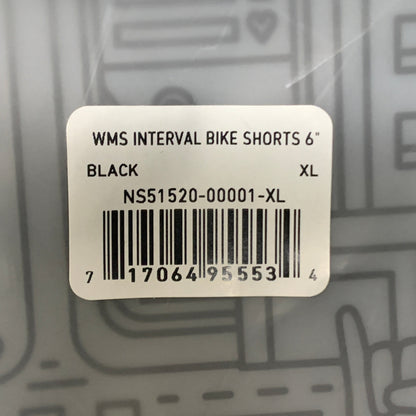 WMS INTERVAL BIKE SHORTS 6"
BLACK XL
NS51520-00001-XL
7 17064 95553 4